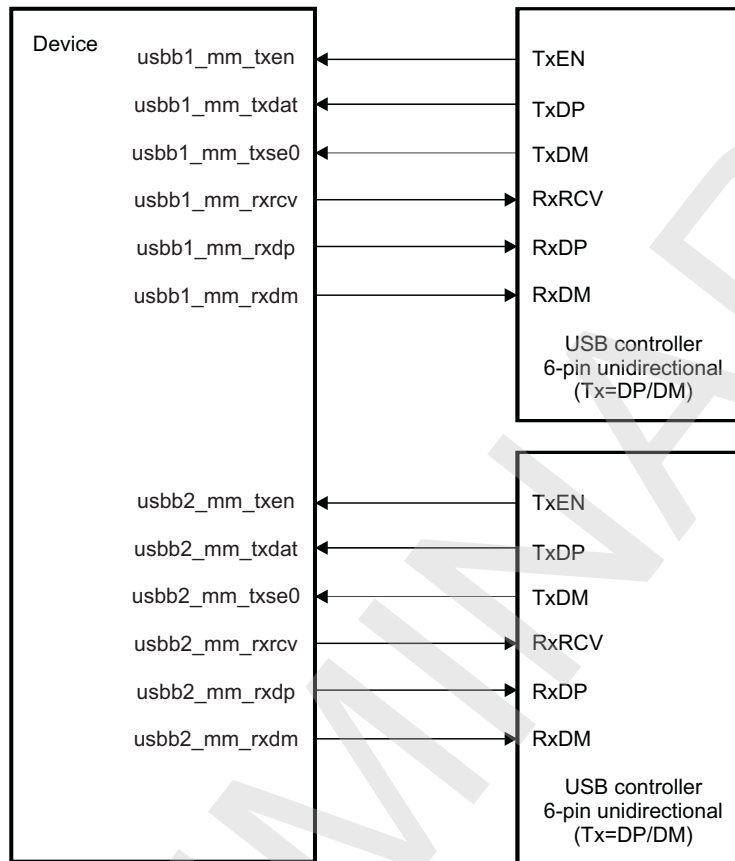 Device
usbb1_mm_txen
TxEN
usbb1_mm_txdat
TxDP
usbb1_mm_txse0
TxDM
usbb1_mm_rxrcv
RxRCV
usbb1_mm_rxdp
RxDP
usbb1_mm_rxdm
RxDM
USB controller
6-pin unidirectional
(Tx=DP/DM)
usbb2_mm_txen
TxEN
usbb2_mm_txdat
TxDP
usbb2_mm_txse0
TxDM
usbb2_mm_rxrcv
RxRCV
usbb2_mm_rxdp
RxDP
usbb2_mm_rxdm
RxDM
USB controller
6-pin unidirectional
(Tx=DP/DM)